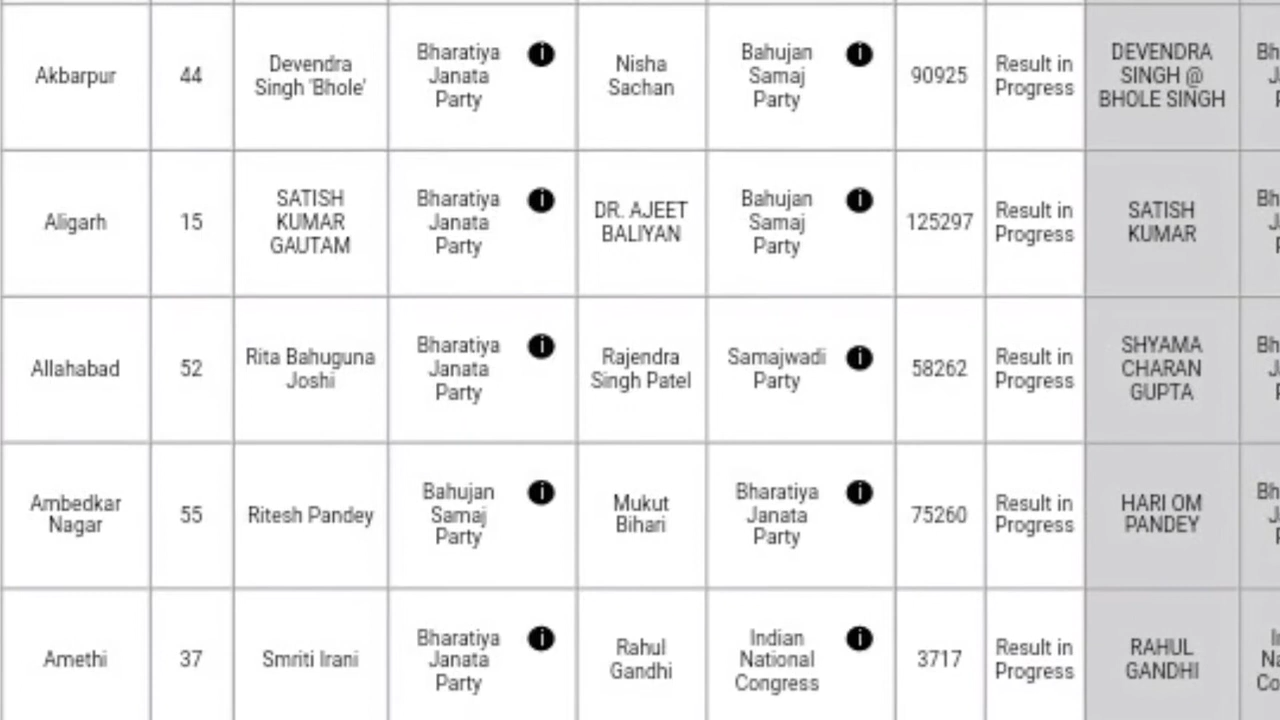 Akbarpur
44
Devendra
Singh 'Bhole'
Bharatiya
Janata
Party
i
Nisha
Sachan
Bahujan
Samaj
Party
i
90925
Result in
Progress
DEVENDRA
SINGH @
BHOLE SINGH
Aligarh
15
SATISH
KUMAR
GAUTAM
Bharatiya
Janata
Party
i
DR. AJEET
BALIYAN
Bahujan
Samaj
Party
i
125297
Result in
Progress
SATISH
KUMAR
Allahabad
52
Rita Bahuguna
Joshi
Bharatiya
Janata
Party
i
Rajendra
Singh Patel
Samajwadi
Party
i
58262
Result in
Progress
SHYAMA
CHARAN
GUPTA
Ambedkar
Nagar
55
Ritesh Pandey
Bahujan
Samaj
Party
i
Mukut
Bihari
Bharatiya
Janata
Party
i
75260
Result in
Progress
HARI OM
PANDEY
Amethi
37
Smriti Irani
Bharatiya
Janata
Party
i
Rahul
Gandhi
Indian
National
Congress
i
3717
Result in
Progress
RAHUL
GANDHI